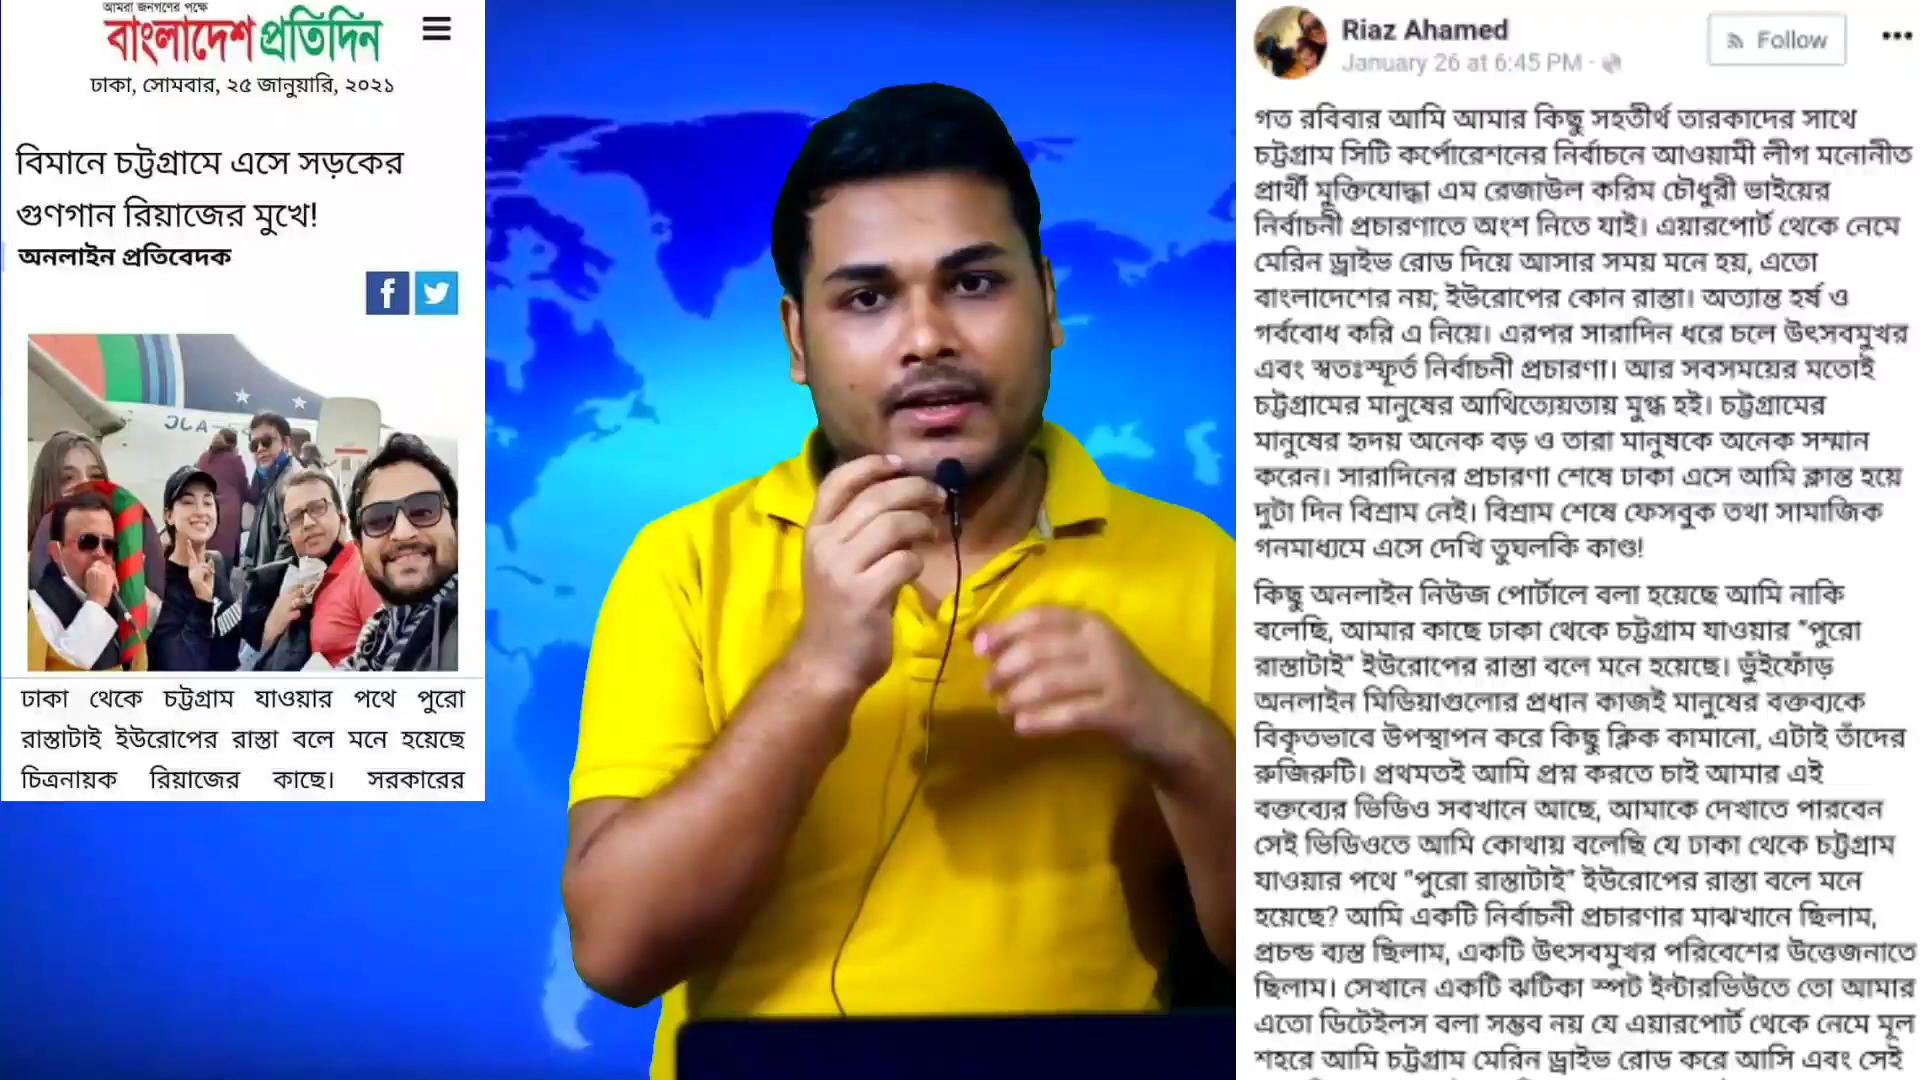 আমরা জনগণের পক্ষে
বাংলাদেশ প্রতিদিন
ঢাকা, সোমবার, ২৫ জানুয়ারি, ২০২১
বিমানে চট্টগ্রামে এসে সড়কের
গুণগান রিয়াজের মুখে!
অনলাইন প্রতিবেদক
ঢাকা থেকে চট্টগ্রাম যাওয়ার পথে পুরো
রাস্তাটাই ইউরোপের রাস্তা বলে মনে হয়েছে
চিত্রনায়ক রিয়াজের কাছে। সরকারের
Riaz Ahamed
Follow
January 26 at 6:45 PM
গত রবিবার আমি আমার কিছু সহতীর্থ তারকাদের সাথে
চট্টগ্রাম সিটি কর্পোরেশনের নির্বাচনে আওয়ামী লীগ মনোনীত
প্রার্থী মুক্তিযোদ্ধা এম রেজাউল করিম চৌধুরী ভাইয়ের
নির্বাচনী প্রচারণাতে অংশ নিতে যাই। এয়ারপোর্ট থেকে নেমে
মেরিন ড্রাইভ রোড দিয়ে আসার সময় মনে হয়, এতো
বাংলাদেশের নয়; ইউরোপের কোন রাস্তা। অত্যান্ত হর্ষ ও
গর্ববোধ করি এ নিয়ে। এরপর সারাদিন ধরে চলে উৎসবমুখর
এবং স্বতঃস্ফূর্ত নির্বাচনী প্রচারণা। আর সবসময়ের মতোই
চট্টগ্রামের মানুষের আথিত্যেয়তায় মুগ্ধ হই। চট্টগ্রামের
মানুষের হৃদয় অনেক বড় ও তারা মানুষকে অনেক সম্মান
করেন। সারাদিনের প্রচারণা শেষে ঢাকা এসে আমি ক্লান্ত হয়ে
দুটা দিন বিশ্রাম নেই। বিশ্রাম শেষে ফেসবুক তথা সামাজিক
গনমাধ্যমে এসে দেখি তুঘলকি কাণ্ড!
কিছু অনলাইন নিউজ পোর্টালে বলা হয়েছে আমি নাকি
বলেছি, আমার কাছে ঢাকা থেকে চট্টগ্রাম যাওয়ার "পুরো
রাস্তাটাই" ইউরোপের রাস্তা বলে মনে হয়েছে। ভুঁইফোঁড়
অনলাইন মিডিয়াগুলোর প্রধান কাজই মানুষের বক্তব্যকে
বিকৃতভাবে উপস্থাপন করে কিছু ক্লিক কামানো, এটাই তাঁদের
রুজিরুটি। প্রথমতই আমি প্রশ্ন করতে চাই আমার এই
বক্তব্যের ভিডিও সবখানে আছে, আমাকে দেখাতে পারবেন
সেই ভিডিওতে আমি কোথায় বলেছি যে ঢাকা থেকে চট্টগ্রাম
যাওয়ার পথে "পুরো রাস্তাটাই" ইউরোপের রাস্তা বলে মনে
হয়েছে? আমি একটি নির্বাচনী প্রচারণার মাঝখানে ছিলাম,
প্রচন্ড ব্যস্ত ছিলাম, একটি উৎসবমুখর পরিবেশের উত্তেজনাতে
ছিলাম। সেখানে একটি ঝটিকা স্পট ইন্টারভিউতে তো আমার
এতো ডিটেইলস বলা সম্ভব নয় যে এয়ারপোর্ট থেকে নেমে মূল
শহরে আমি চট্টগ্রাম মেরিন ড্রাইভ রোড করে আসি এবং সেই